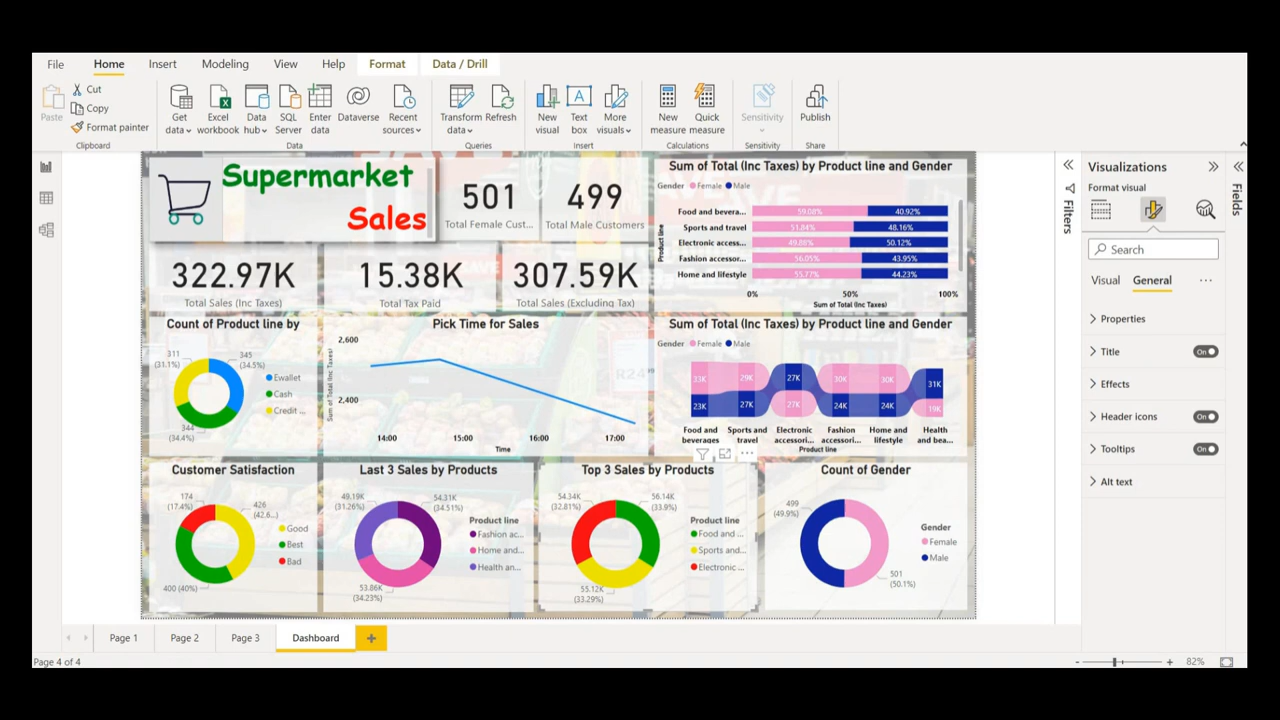 File Home Insert Modeling View Help Format Data / Drill
Paste
Cut
Copy
Format painter
Clipboard
Get data
Excel workbook
Data hub
SQL Server
Enter data
Dataverse
Recent sources
Data
Transform data
Refresh
Queries
New visual
Text box
More visuals
Insert
New measure
Quick measure
Calculations
Sensitivity
Sensitivity
Publish
Share
Supermarket
Sales
501
Total Female Cust...
499
Total Male Customers
322.97K
Total Sales (Inc Taxes)
15.38K
Total Tax Paid
307.59K
Total Sales (Excluding Tax)
Sum of Total (Inc Taxes) by Product line and Gender
Gender Female Male
Product line
Food and bevera... 59.08% 40.92%
Sports and travel 51.84% 48.16%
Electronic access... 49.88% 50.12%
Fashion accessor... 56.05% 43.95%
Home and lifestyle 55.77% 44.23%
0% 50% 100%
Sum of Total (Inc Taxes)
Count of Product line by
311
(31.1%)
345
(34.5%)
344
(34.4%)
Ewallet
Cash
Credit ...
Pick Time for Sales
Sum of Total (Inc Taxes)
2,600
2,400
14:00 15:00 16:00 17:00
Time
Sum of Total (Inc Taxes) by Product line and Gender
Gender Female Male
33K 29K 27K 30K 30K 31K
23K 27K 27K 24K 24K 19K
Food and beverages
Sports and travel
Electronic accessori...
Fashion accessori...
Home and lifestyle
Health and bea...
Product line
Customer Satisfaction
174
(17.4%)
426
(42.6...)
400 (40%)
Good
Best
Bad
Last 3 Sales by Products
49.19K
(31.26%)
54.31K
(34.51%)
53.86K
(34.23%)
Product line
Fashion ac...
Home and...
Health an...
Top 3 Sales by Products
54.34K
(32.81%)
56.14K
(33.9%)
55.12K
(33.29%)
Product line
Food and ...
Sports and...
Electronic ...
Count of Gender
499
(49.9%)
501
(50.1%)
Gender
Female
Male
Filters
Visualizations
Format visual
Search
Visual General ...
Properties
Title On
Effects
Header icons On
Tooltips On
Alt text
Fields
Page 1 Page 2 Page 3 Dashboard +
Page 4 of 4
- + 82%